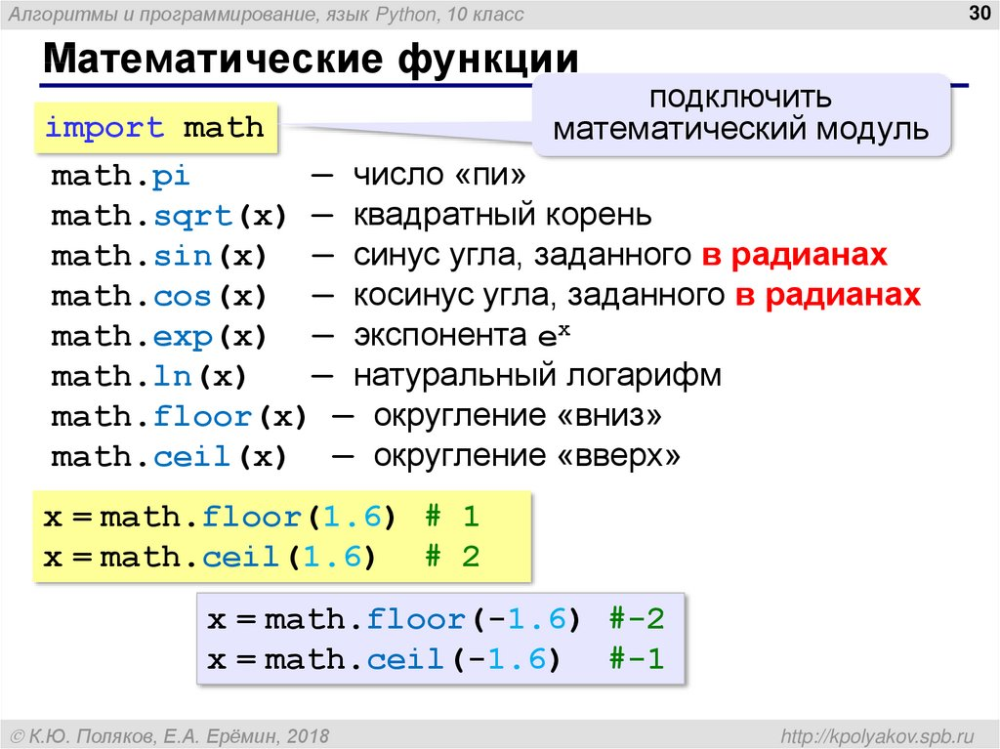 Алгоритмы и программирование, язык Python, 10 класс 30
Математические функции
подключить
математический модуль
import math
math.pi – число «пи»
math.sqrt(x) – квадратный корень
math.sin(x) – синус угла, заданного в радианах
math.cos(x) – косинус угла, заданного в радианах
math.exp(x) – экспонента eˣ
math.ln(x) – натуральный логарифм
math.floor(x) – округление «вниз»
math.ceil(x) – округление «вверх»
x = math.floor(1.6) # 1
x = math.ceil(1.6) # 2
x = math.floor(-1.6) #-2
x = math.ceil(-1.6) #-1
© К.Ю. Поляков, Е.А. Ерёмин, 2018 http://kpolyakov.spb.ru